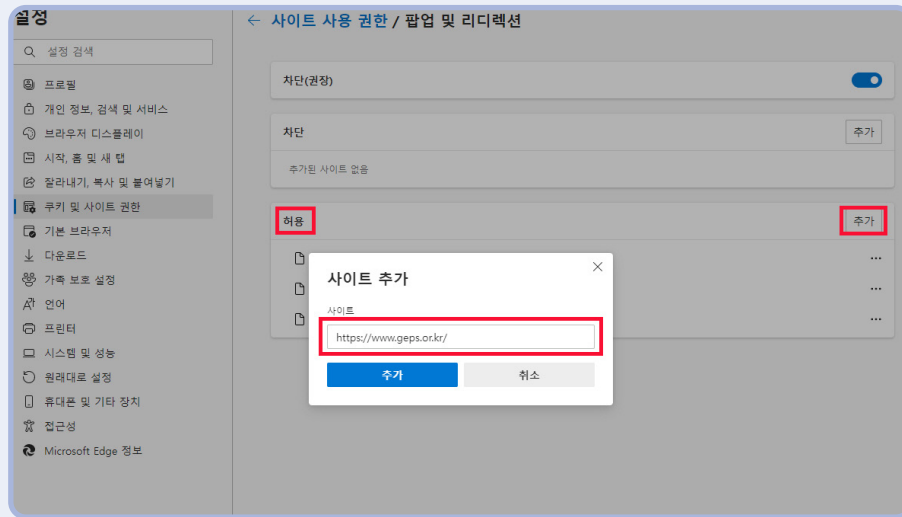 설정
← 사이트 사용 권한 / 팝업 및 리디렉션
설정 검색
프로필
개인 정보, 검색 및 서비스
브라우저 디스플레이
시작, 홈 및 새 탭
잘라내기, 복사 및 붙여넣기
쿠키 및 사이트 권한
기본 브라우저
다운로드
가족 보호 설정
언어
프린터
시스템 및 성능
원래대로 설정
휴대폰 및 기타 장치
접근성
Microsoft Edge 정보
차단(권장)
차단
추가
추가된 사이트 없음
허용
추가
사이트 추가
사이트
https://www.geps.or.kr/
추가
취소